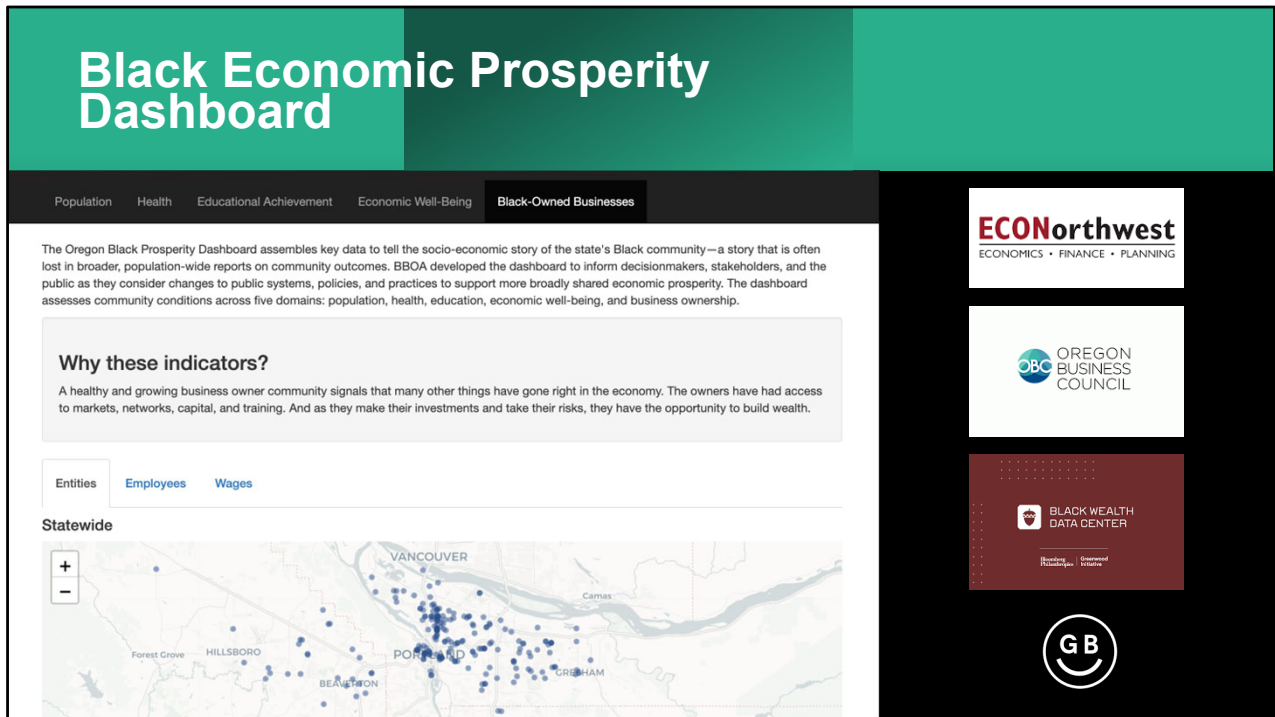 Black Economic Prosperity
Dashboard
Population Health Educational Achievement Economic Well-Being Black-Owned Businesses
The Oregon Black Prosperity Dashboard assembles key data to tell the socio-economic story of the state's Black community—a story that is often
lost in broader, population-wide reports on community outcomes. BBOA developed the dashboard to inform decisionmakers, stakeholders, and the
public as they consider changes to public systems, policies, and practices to support more broadly shared economic prosperity. The dashboard
assesses community conditions across five domains: population, health, education, economic well-being, and business ownership.
Why these indicators?
A healthy and growing business owner community signals that many other things have gone right in the economy. The owners have had access
to markets, networks, capital, and training. And as they make their investments and take their risks, they have the opportunity to build wealth.
Entities Employees Wages
Statewide
+
−
VANCOUVER
Camas
Forest Grove
HILLSBORO
PORTLAND
BEAVERTON
GRESHAM
ECONorthwest
ECONOMICS • FINANCE • PLANNING
OBC
OREGON
BUSINESS
COUNCIL
BLACK WEALTH
DATA CENTER
Bloomberg
Philanthropies
Greenwood
Initiative
GB